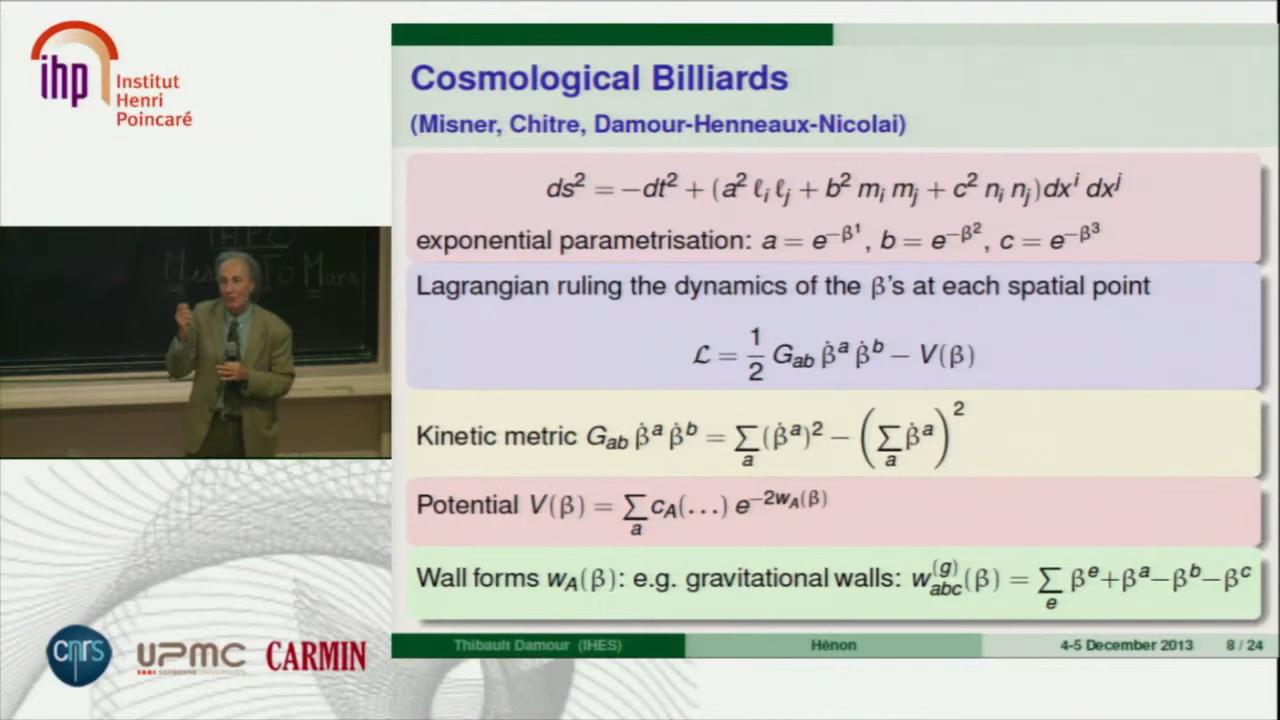 ihp Institut
Henri
Poincaré
IHPC
Mars
Cosmological Billiards
(Misner, Chitre, Damour-Henneaux-Nicolai)
ds² = −dt² + (a² ℓᵢ ℓⱼ + b² mᵢ mⱼ + c² nᵢ nⱼ)dxⁱ dxʲ
exponential parametrisation: a = e^{−β¹}, b = e^{−β²}, c = e^{−β³}
Lagrangian ruling the dynamics of the β's at each spatial point
ℒ = 1/2 G_{ab} β̇ᵃ β̇ᵇ − V(β)
Kinetic metric G_{ab} β̇ᵃ β̇ᵇ = ∑_a (β̇ᵃ)² − (∑_a β̇ᵃ)²
Potential V(β) = ∑_a c_A(...) e^{−2w_A(β)}
Wall forms w_A(β): e.g. gravitational walls: w^{(g)}_{abc}(β) = ∑_e βᵉ+βᵃ−βᵇ−βᶜ
Thibault Damour (IHES) Hénon 4-5 December 2013 8 / 24
cnrs UPMC CARMIN
SORBONNE UNIVERSITÉS